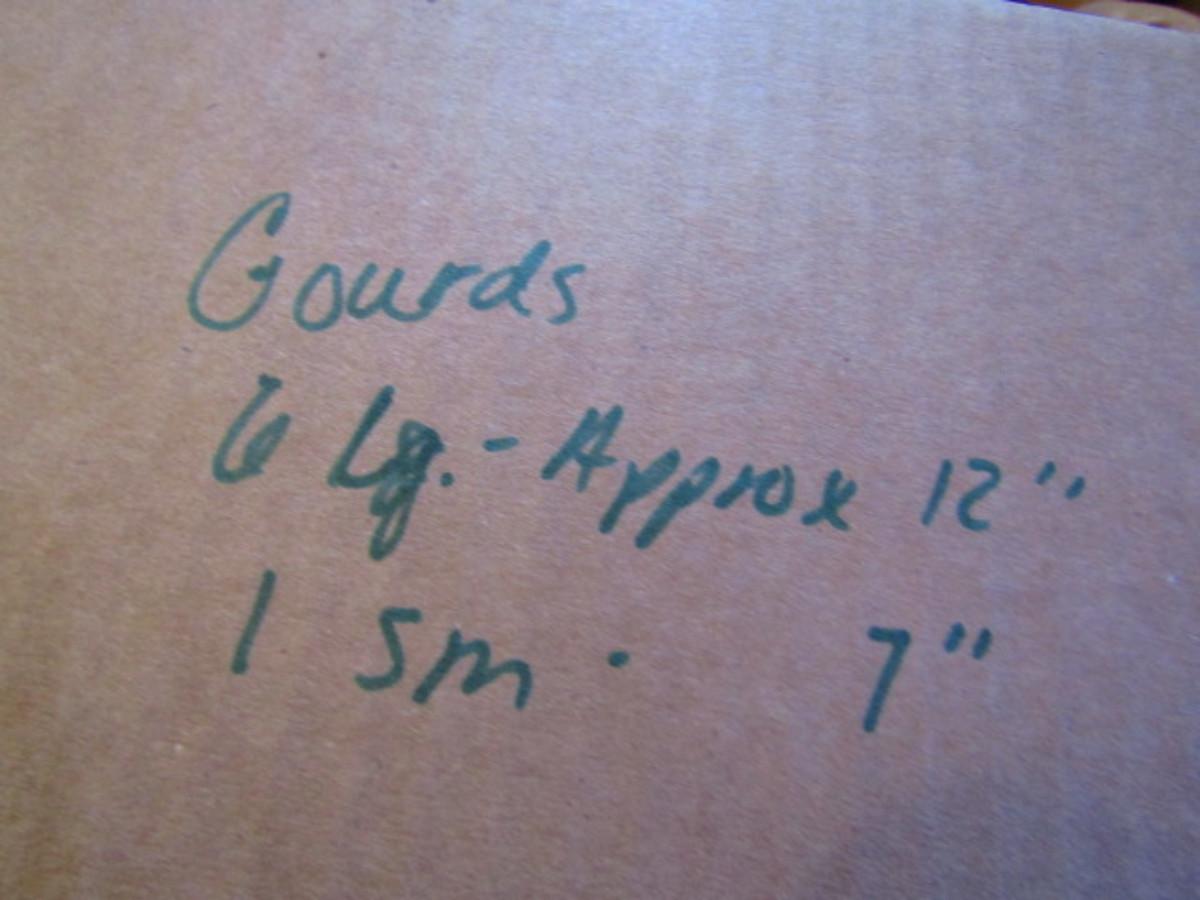 Gourds
6 Lg. - Approx 12"
1 Sm. 7"